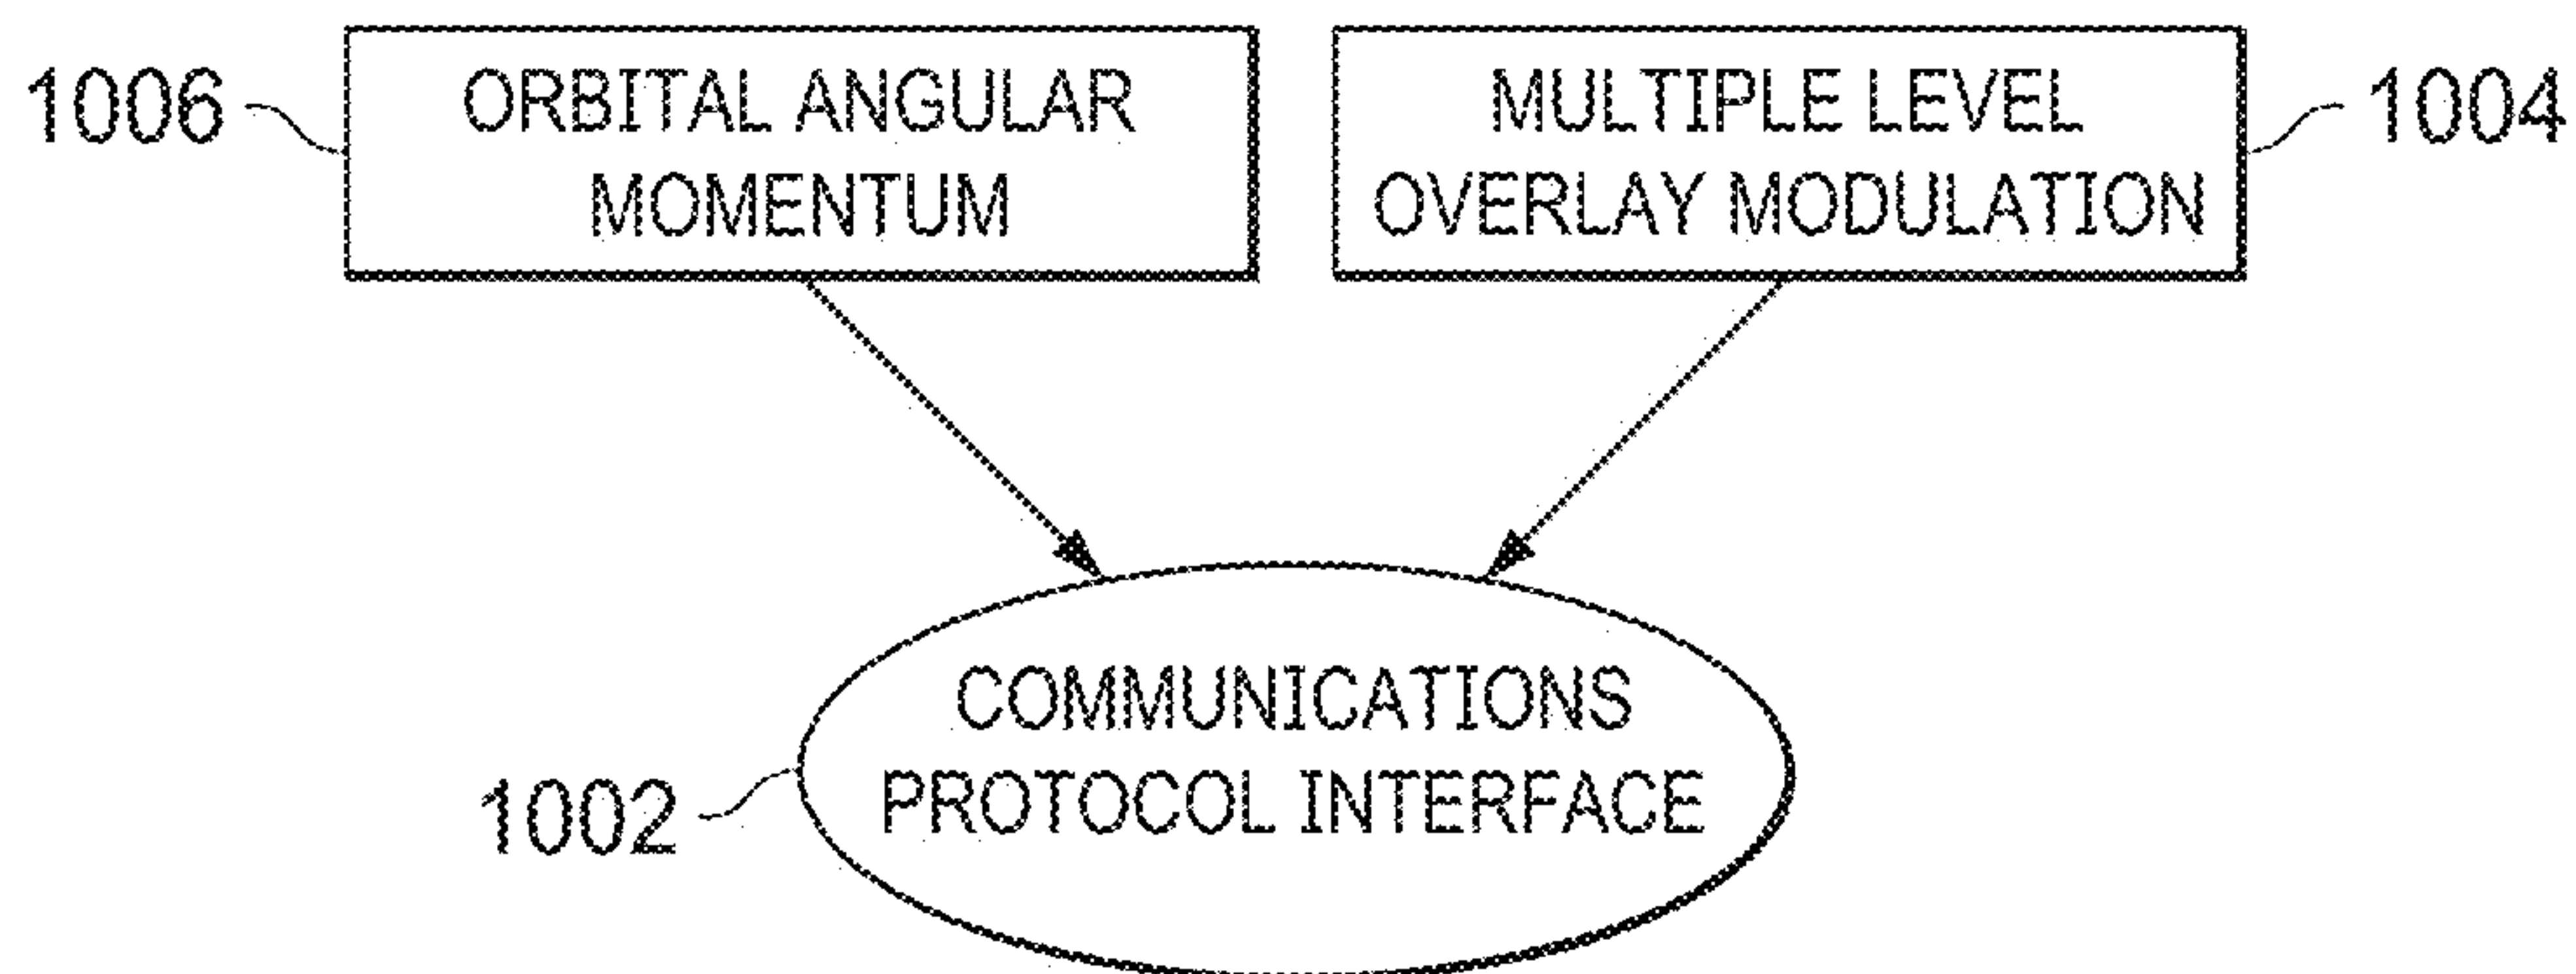 1006
ORBITAL ANGULAR
MOMENTUM
MULTIPLE LEVEL
OVERLAY MODULATION
1004
COMMUNICATIONS
PROTOCOL INTERFACE
1002